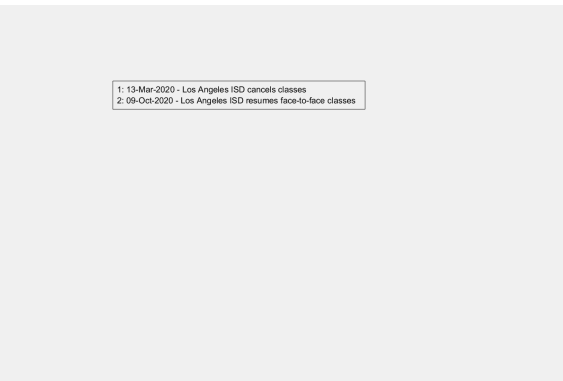 1: 13-Mar-2020 - Los Angeles ISD cancels classes
2: 09-Oct-2020 - Los Angeles ISD resumes face-to-face classes